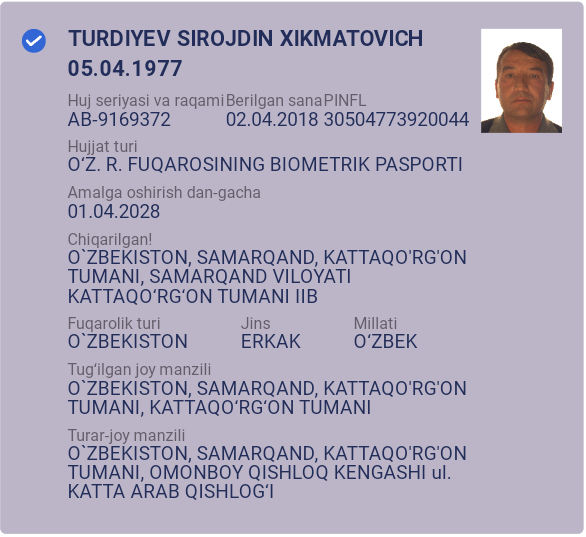 TURDIYEV SIROJDIN XIKMATOVICH
05.04.1977
Huj seriyasi va raqami Berilgan sana PINFL
AB-9169372 02.04.2018 30504773920044
Hujjat turi
O‘Z. R. FUQAROSINING BIOMETRIK PASPORTI
Amalga oshirish dan-gacha
01.04.2028
Chiqarilgan!
O`ZBEKISTON, SAMARQAND, KATTAQO'RG'ON
TUMANI, SAMARQAND VILOYATI
KATTAQO‘RG‘ON TUMANI IIB
Fuqarolik turi Jins Millati
O`ZBEKISTON ERKAK O‘ZBEK
Tug‘ilgan joy manzili
O`ZBEKISTON, SAMARQAND, KATTAQO'RG'ON
TUMANI, KATTAQO‘RG‘ON TUMANI
Turar-joy manzili
O`ZBEKISTON, SAMARQAND, KATTAQO'RG'ON
TUMANI, OMONBOY QISHLOQ KENGASHI ul.
KATTA ARAB QISHLOG‘I